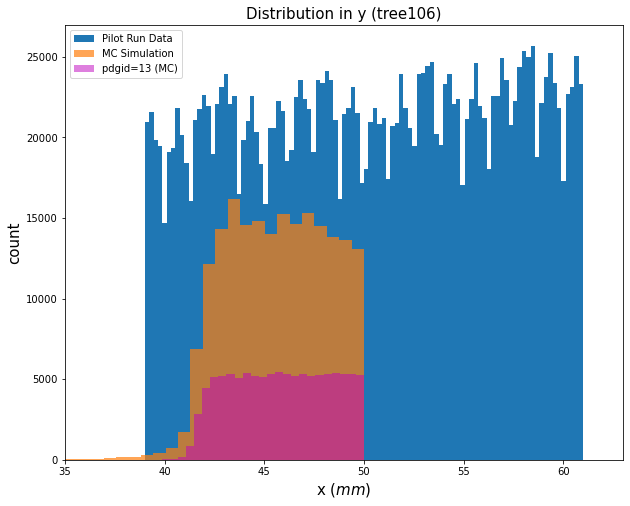 Distribution in y (tree106)
Pilot Run Data
MC Simulation
pdgid=13 (MC)
count
25000
20000
15000
10000
5000
0
35 40 45 50 55 60
x (mm)